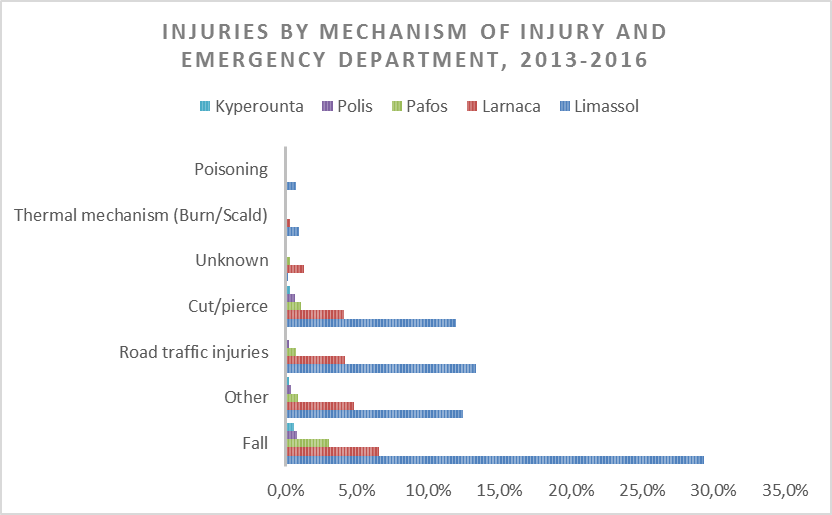 INJURIES BY MECHANISM OF INJURY AND
EMERGENCY DEPARTMENT, 2013-2016
Kyperounta Polis Pafos Larnaca Limassol
Poisoning
Thermal mechanism (Burn/Scald)
Unknown
Cut/pierce
Road traffic injuries
Other
Fall
0,0% 5,0% 10,0% 15,0% 20,0% 25,0% 30,0% 35,0%